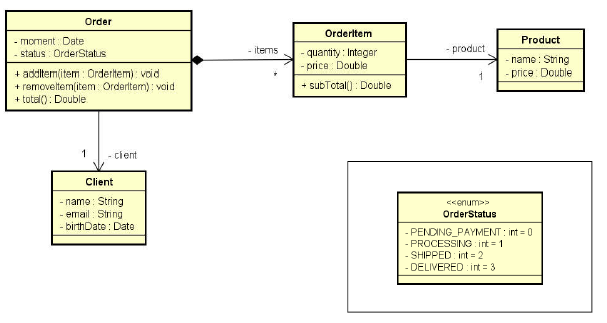 Order
- moment : Date
- status : OrderStatus
+ addItem(item : OrderItem) : void
+ removeItem(item : OrderItem) : void
+ total() : Double
- items
*
OrderItem
- quantity : Integer
- price : Double
+ subTotal() : Double
- product
1
Product
- name : String
- price : Double
1
- client
Client
- name : String
- email : String
- birthDate : Date
<<enum>>
OrderStatus
- PENDING_PAYMENT : int = 0
- PROCESSING : int = 1
- SHIPPED : int = 2
- DELIVERED : int = 3